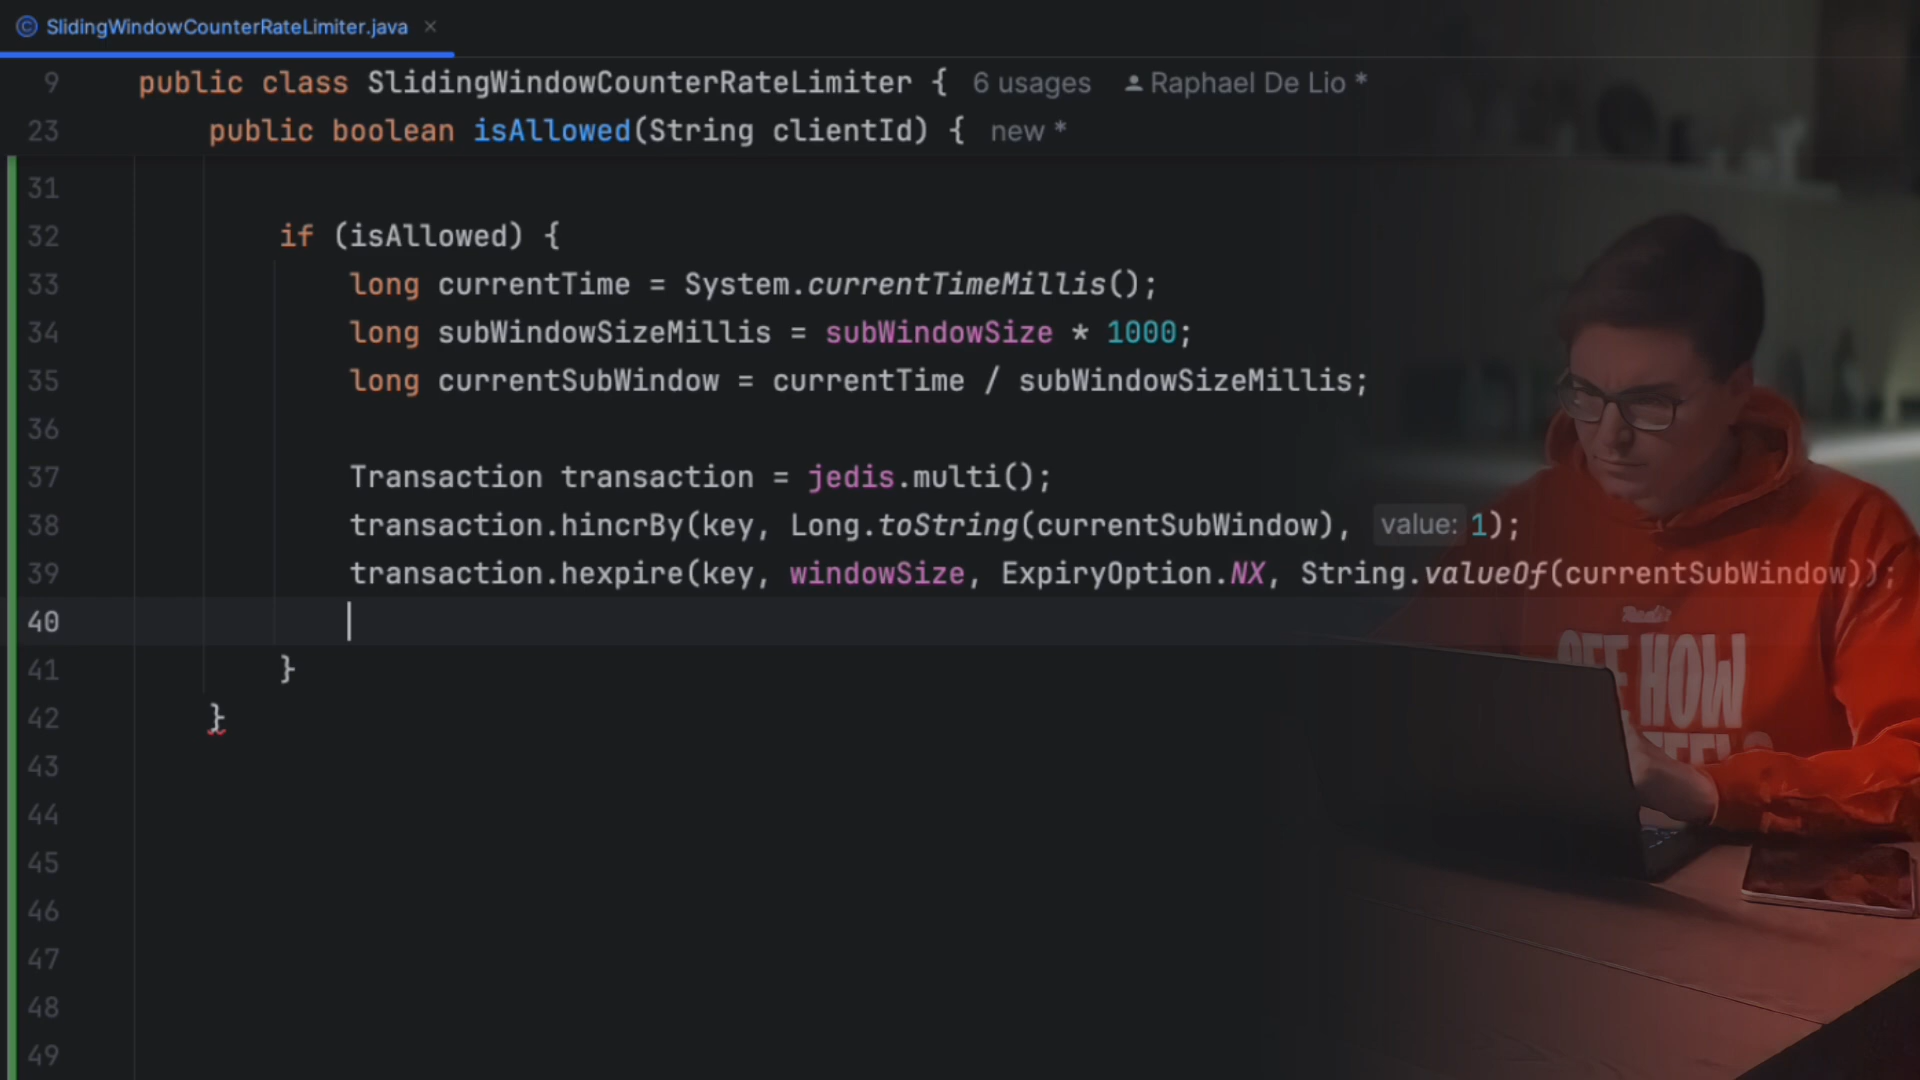 SlidingWindowCounterRateLimiter.java
9 public class SlidingWindowCounterRateLimiter { 6 usages Raphael De Lio *
23 public boolean isAllowed(String clientId) { new *
31
32 if (isAllowed) {
33 long currentTime = System.currentTimeMillis();
34 long subWindowSizeMillis = subWindowSize * 1000;
35 long currentSubWindow = currentTime / subWindowSizeMillis;
36
37 Transaction transaction = jedis.multi();
38 transaction.hincrBy(key, Long.toString(currentSubWindow), value: 1);
39 transaction.hexpire(key, windowSize, ExpiryOption.NX, String.valueOf(currentSubWindow));
40
41 }
42 }
43
44
45
46
47
48
49
Redis
HOW